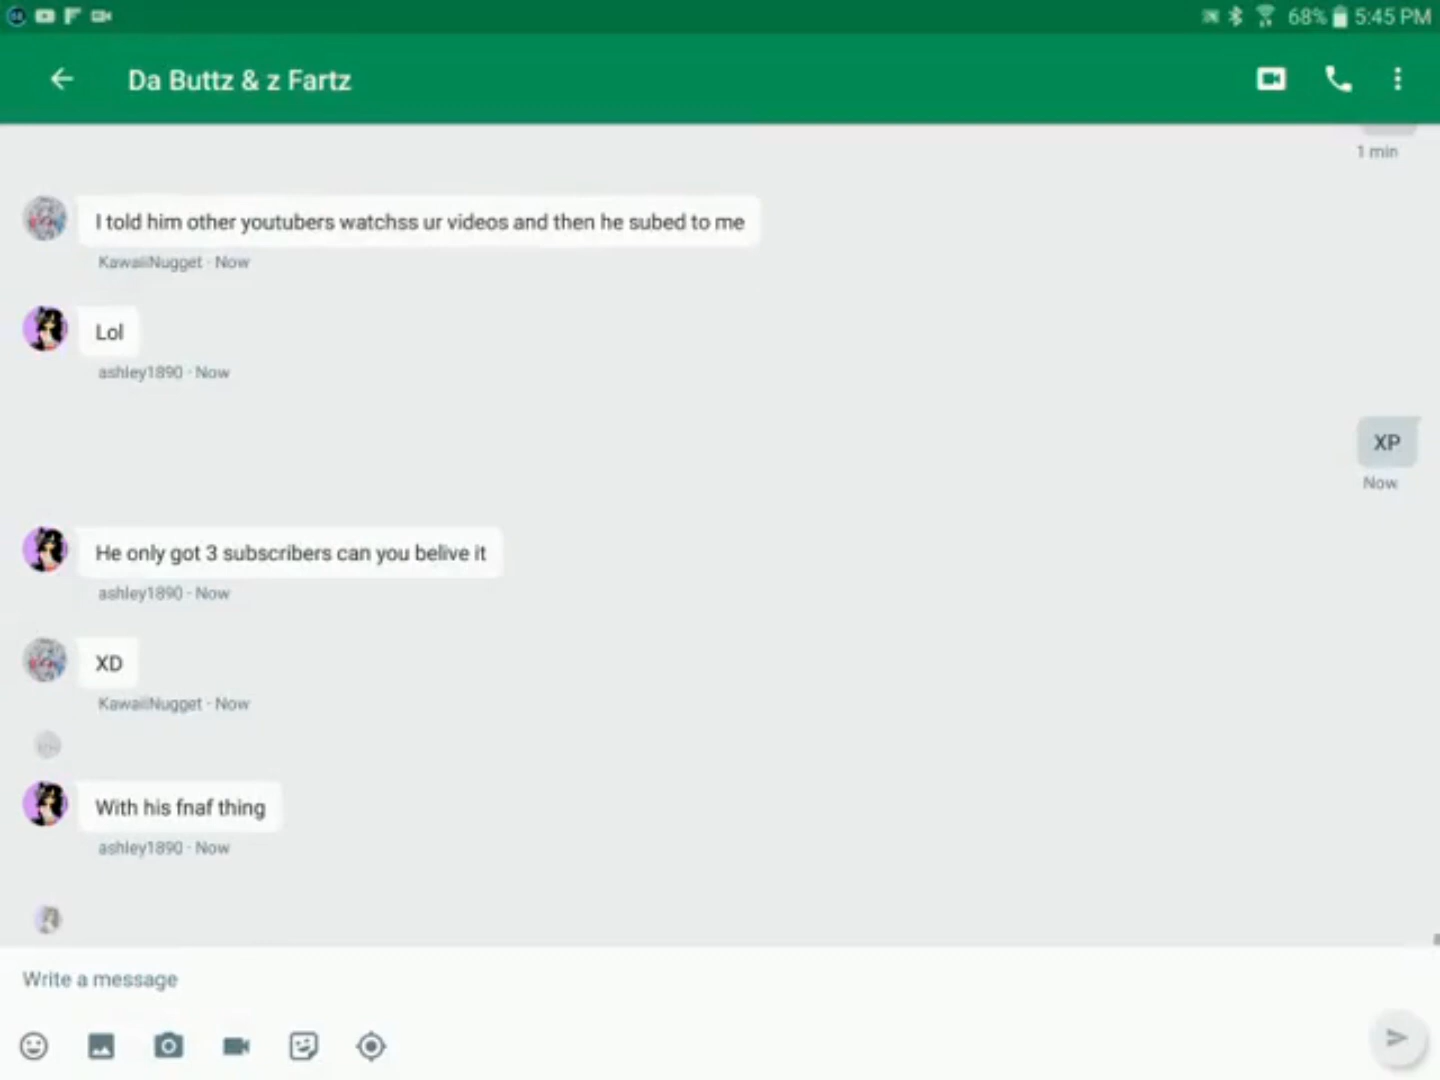 68% 5:45 PM
Da Buttz & z Fartz
1 min
I told him other youtubers watchss ur videos and then he subed to me
KawaiiNugget · Now
Lol
ashley1890 · Now
XP
Now
He only got 3 subscribers can you belive it
ashley1890 · Now
XD
KawaiiNugget · Now
With his fnaf thing
ashley1890 · Now
Write a message